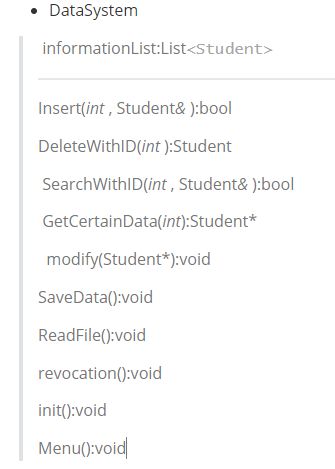 DataSystem
informationList:List<Student>
Insert(int , Student& ):bool
DeleteWithID(int ):Student
SearchWithID(int , Student& ):bool
GetCertainData(int):Student*
modify(Student*):void
SaveData():void
ReadFile():void
revocation():void
init():void
Menu():void